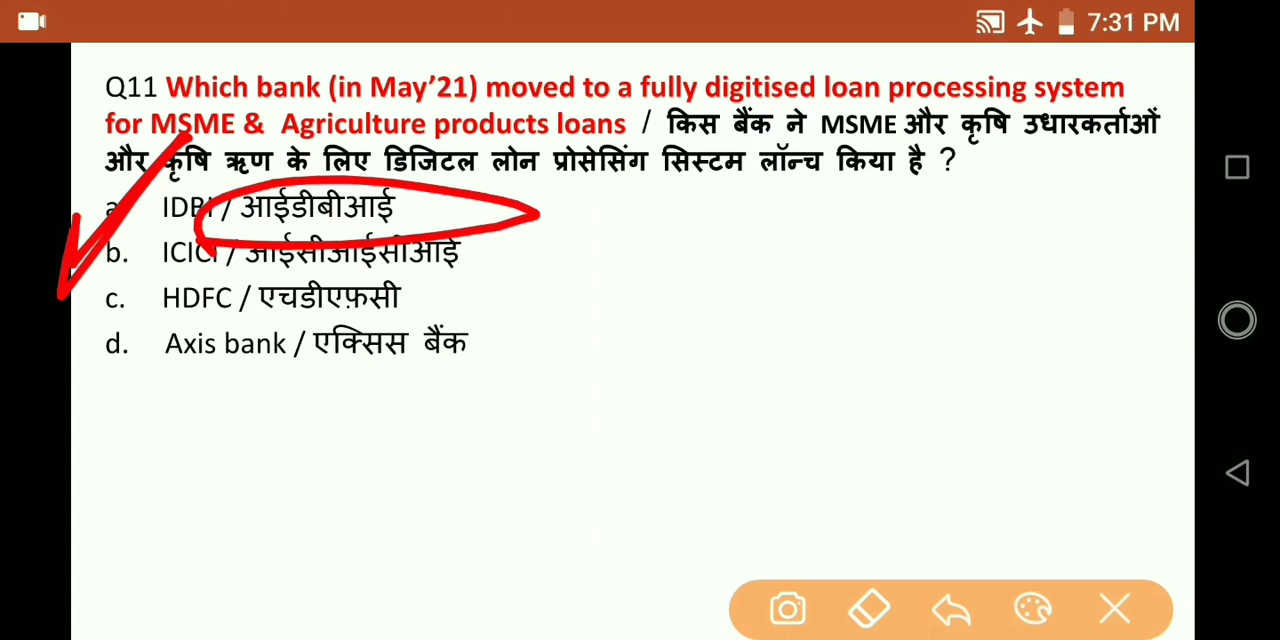 7:31 PM
Q11 Which bank (in May’21) moved to a fully digitised loan processing system
for MSME & Agriculture products loans / किस बैंक ने MSME और कृषि उधारकर्ताओं
और कृषि ऋण के लिए डिजिटल लोन प्रोसेसिंग सिस्टम लॉन्च किया है ?
a. IDBI / आईडीबीआई
b. ICICI / आईसीआईसीआई
c. HDFC / एचडीएफ़सी
d. Axis bank / एक्सिस बैंक